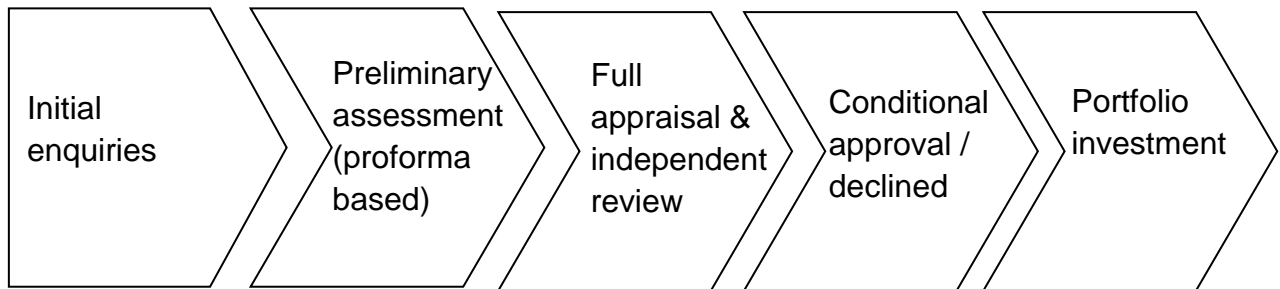 Initial
enquiries
Preliminary
assessment
(proforma
based)
Full
appraisal &
independent
review
Conditional
approval /
declined
Portfolio
investment